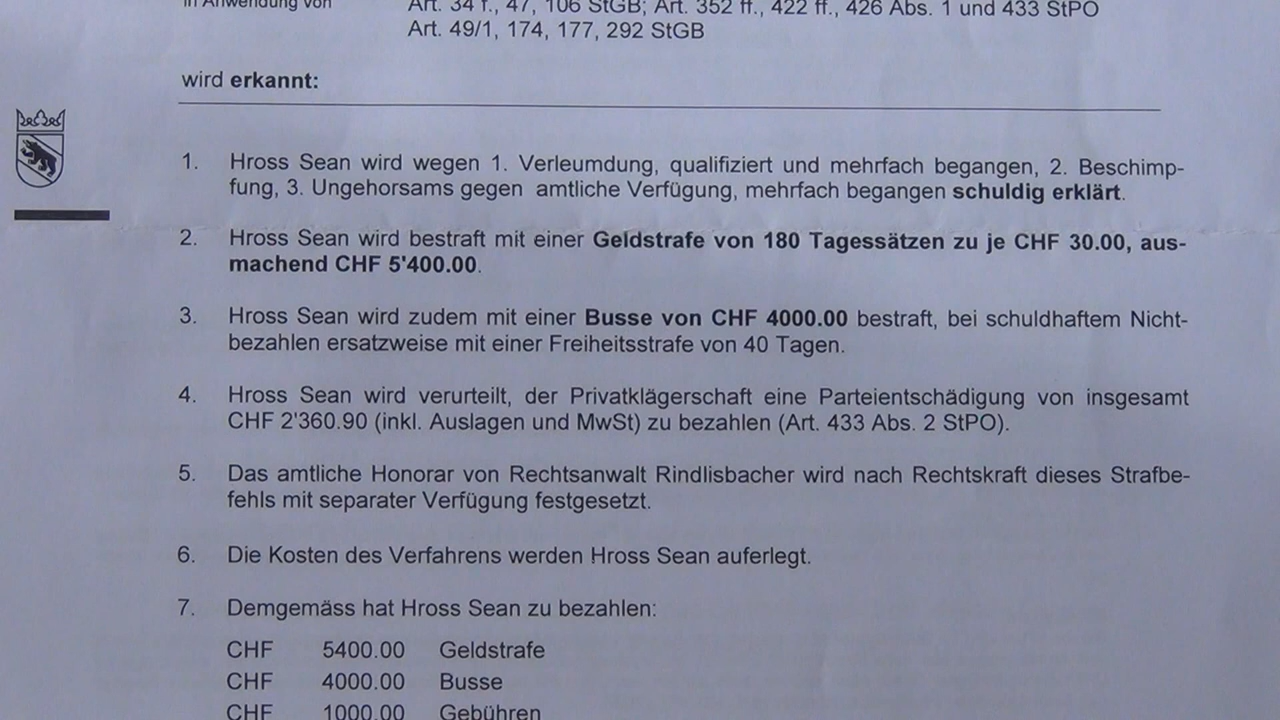 in Anwendung von Art. 34 f., 47, 106 StGB; Art. 352 ff., 422 ff., 426 Abs. 1 und 433 StPO
Art. 49/1, 174, 177, 292 StGB
wird erkannt:
1. Hross Sean wird wegen 1. Verleumdung, qualifiziert und mehrfach begangen, 2. Beschimp-
fung, 3. Ungehorsams gegen amtliche Verfügung, mehrfach begangen schuldig erklärt.
2. Hross Sean wird bestraft mit einer Geldstrafe von 180 Tagessätzen zu je CHF 30.00, aus-
machend CHF 5'400.00.
3. Hross Sean wird zudem mit einer Busse von CHF 4000.00 bestraft, bei schuldhaftem Nicht-
bezahlen ersatzweise mit einer Freiheitsstrafe von 40 Tagen.
4. Hross Sean wird verurteilt, der Privatklägerschaft eine Parteientschädigung von insgesamt
CHF 2'360.90 (inkl. Auslagen und MwSt) zu bezahlen (Art. 433 Abs. 2 StPO).
5. Das amtliche Honorar von Rechtsanwalt Rindlisbacher wird nach Rechtskraft dieses Strafbe-
fehls mit separater Verfügung festgesetzt.
6. Die Kosten des Verfahrens werden Hross Sean auferlegt.
7. Demgemäss hat Hross Sean zu bezahlen:
CHF 5400.00 Geldstrafe
CHF 4000.00 Busse
CHF 1000.00 Gebühren